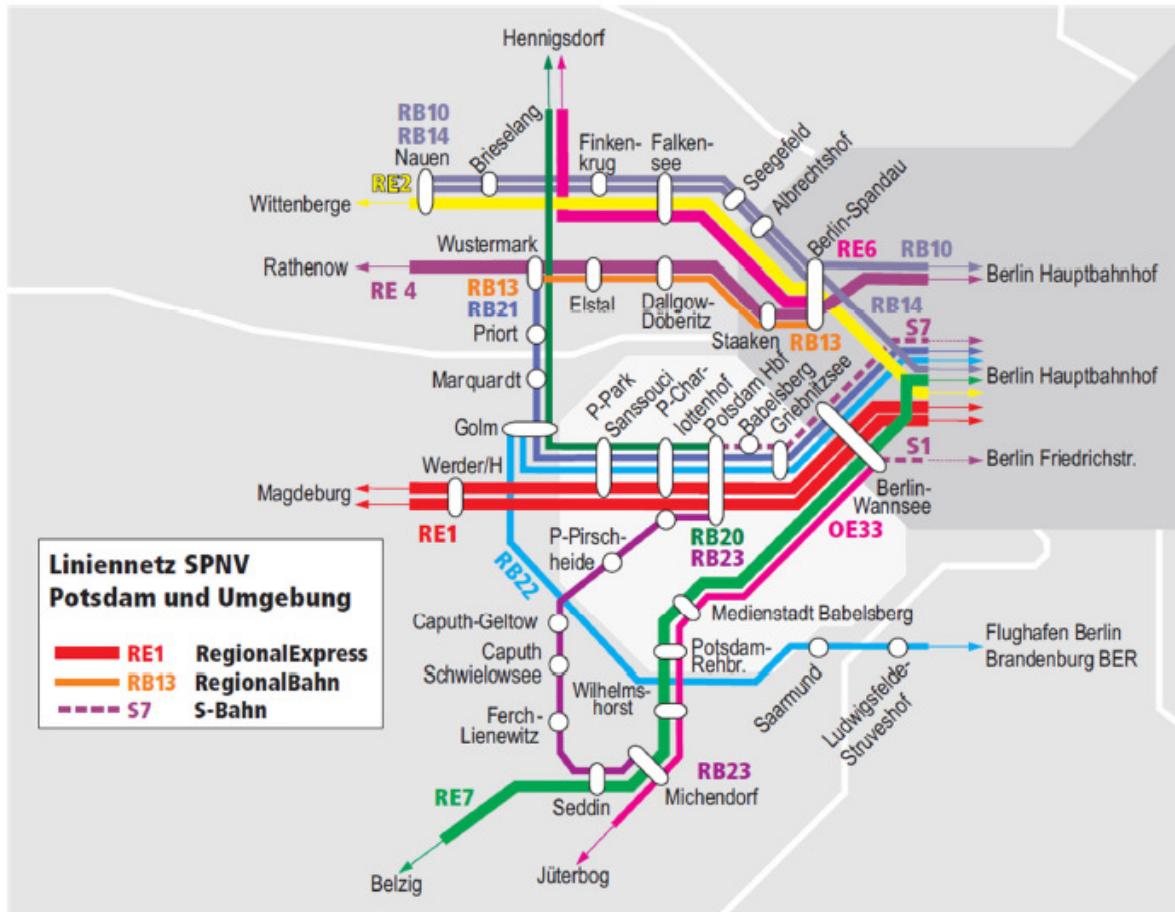 Hennigsdorf
RB10
RB14
Nauen
Brieselang
Finken-
krug
Falken-
see
Seegefeld
Albrechtshof
Berlin-Spandau
RE2
Wittenberge
RE6
RB10
Berlin Hauptbahnhof
Wustermark
Rathenow
RE 4
RB13
RB21
Elstal
Dallgow-
Döberitz
Staaken
RB13
RB14
S7
Priort
Marquardt
P-Park
Sanssouci
P-Char-
lottenhof
Potsdam Hbf
Babelsberg
Griebnitzsee
Berlin Hauptbahnhof
Golm
Werder/H
S1
Berlin Friedrichstr.
Magdeburg
RE1
Berlin-
Wannsee
OE33
RB20
RB23
P-Pirsch-
heide
RB22
Liniennetz SPNV
Potsdam und Umgebung
RE1 RegionalExpress
RB13 RegionalBahn
S7 S-Bahn
Caputh-Geltow
Caputh
Schwielowsee
Ferch-
Lienewitz
Medienstadt Babelsberg
Potsdam-
Rehbr.
Wilhelms-
horst
Saarmund
Ludwigsfelde-
Struveshof
Flughafen Berlin
Brandenburg BER
RB23
RE7
Seddin
Michendorf
Belzig
Jüterbog